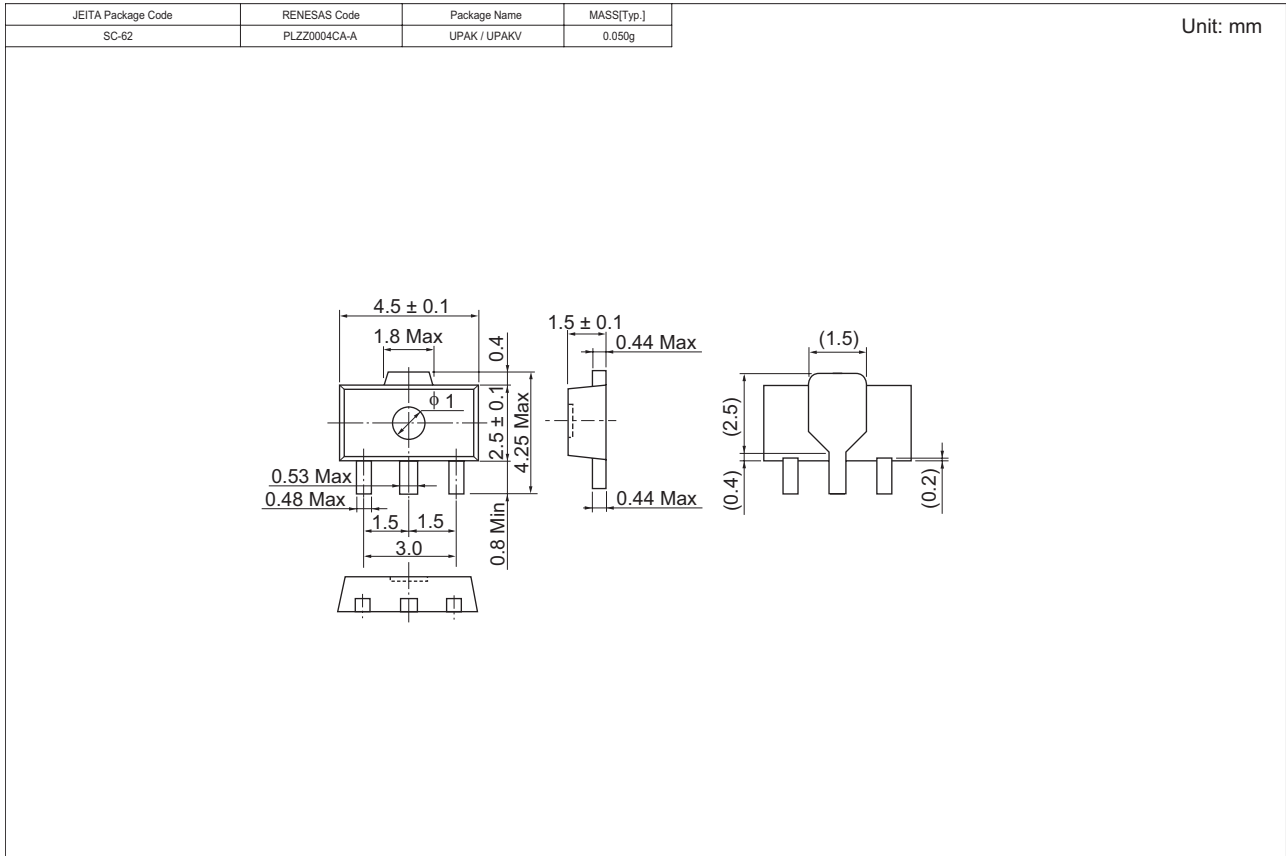 JEITA Package Code RENESAS Code Package Name MASS[Typ.]
SC-62 PLZZ0004CA-A UPAK / UPAKV 0.050g
Unit: mm
4.5 ± 0.1
1.8 Max
0.4
φ 1
2.5 ± 0.1
4.25 Max
0.53 Max
0.48 Max
1.5 1.5
3.0
0.8 Min
1.5 ± 0.1
0.44 Max
0.44 Max
(1.5)
(2.5)
(0.4)
(0.2)